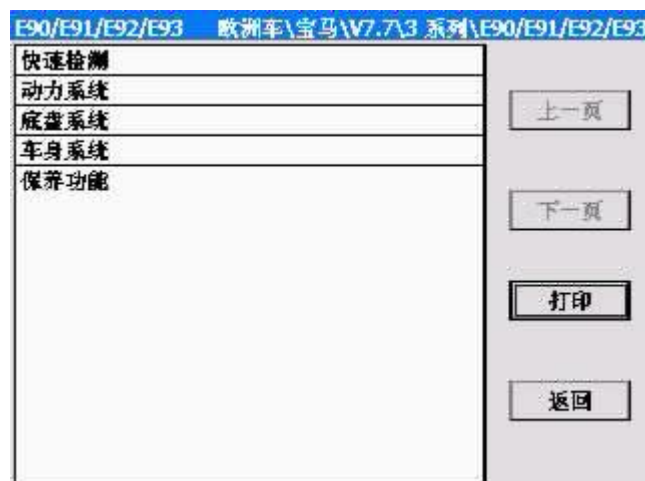 E90/E91/E92/E93 欧洲车\宝马\V7.7\3 系列\E90/E91/E92/E93
快速检测
动力系统
底盘系统
车身系统
保养功能
上一页
下一页
打印
返回